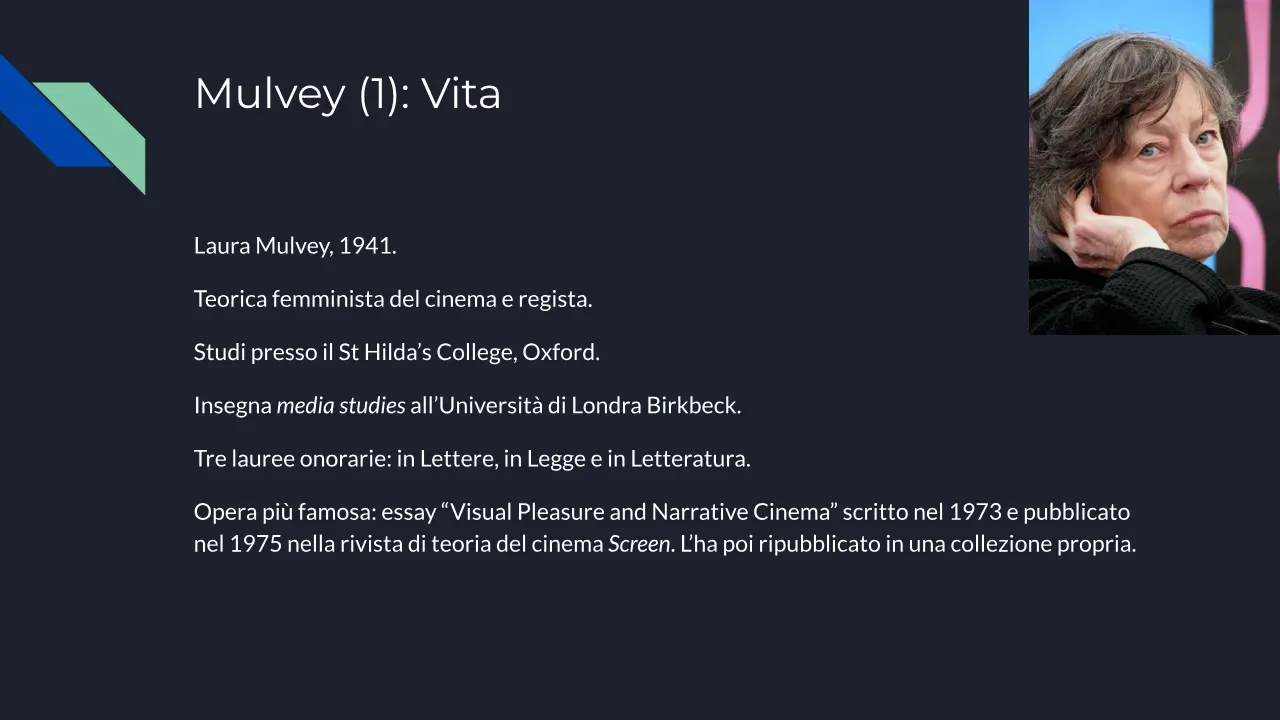 Mulvey (1): Vita
Laura Mulvey, 1941.
Teorica femminista del cinema e regista.
Studi presso il St Hilda’s College, Oxford.
Insegna media studies all’Università di Londra Birkbeck.
Tre lauree onorarie: in Lettere, in Legge e in Letteratura.
Opera più famosa: essay “Visual Pleasure and Narrative Cinema” scritto nel 1973 e pubblicato
nel 1975 nella rivista di teoria del cinema Screen. L’ha poi ripubblicato in una collezione propria.